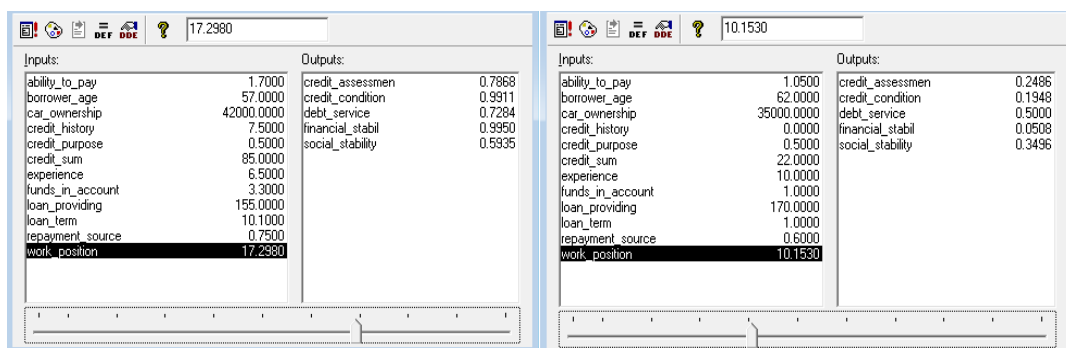 DEF DDE ? 17.2980
Inputs: Outputs:
ability_to_pay 1.7000 credit_assessmen 0.7868
borrower_age 57.0000 credit_condition 0.9911
car_ownership 42000.0000 debt_service 0.7284
credit_history 7.5000 financial_stabil 0.9950
credit_purpose 0.5000 social_stability 0.5935
credit_sum 85.0000
experience 6.5000
funds_in_account 3.3000
loan_providing 155.0000
loan_term 10.1000
repayment_source 0.7500
work_position 17.2980
DEF DDE ? 10.1530
Inputs: Outputs:
ability_to_pay 1.0500 credit_assessmen 0.2486
borrower_age 62.0000 credit_condition 0.1948
car_ownership 35000.0000 debt_service 0.5000
credit_history 0.0000 financial_stabil 0.0508
credit_purpose 0.5000 social_stability 0.3496
credit_sum 22.0000
experience 10.0000
funds_in_account 1.0000
loan_providing 170.0000
loan_term 1.0000
repayment_source 0.6000
work_position 10.1530